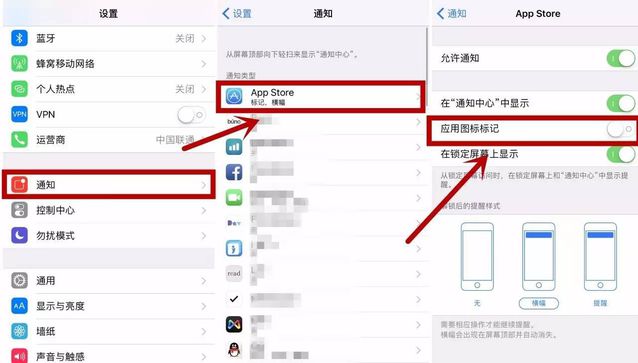 设置
蓝牙
关闭
蜂窝移动网络
个人热点
关闭
VPN
运营商
中国联通
通知
控制中心
勿扰模式
通用
显示与亮度
墙纸
声音与触感
设置
通知
从屏幕顶部向下轻扫来显示“通知中心”。
通知类型
App Store
标记、横幅
büno
read
通知
App Store
允许通知
在“通知中心”中显示
应用图标标记
在锁定屏幕上显示
从锁定屏幕访问时，在锁定屏幕上和“通知中心”中显示提
醒。
锁后的提醒样式：
无
横幅
提醒
需要相应操作才能继续提醒。
横幅会出现在屏幕顶部并自动消失。